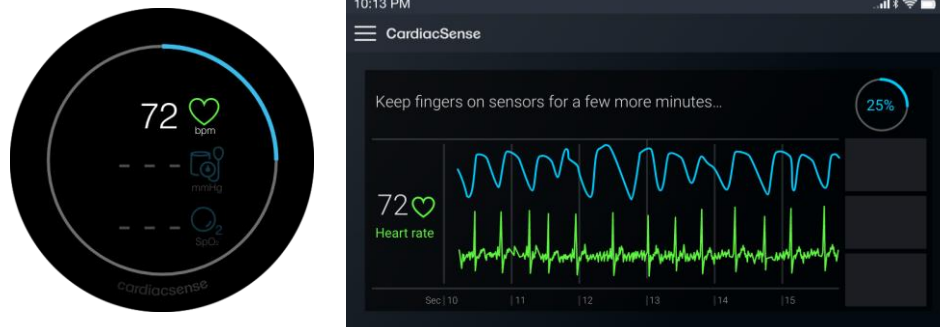 72
bpm
- - -
mmHg
- - -
2
SpO₂
cardiacsense
10:13 PM
CardiacSense
Keep fingers on sensors for a few more minutes...
25%
72
Heart rate
Sec | 10 | 11 | 12 | 13 | 14 | 15